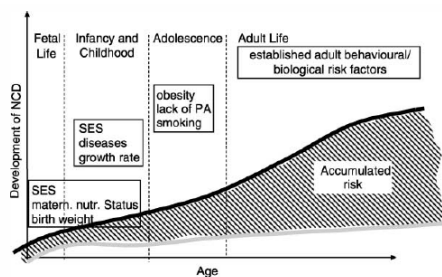 Fetal
Life
Infancy and
Childhood
Adolescence
Adult Life
established adult behavioural/
biological risk factors
obesity
lack of PA
smoking
SES
diseases
growth rate
SES
matern. nutr. Status
birth weight
Accumulated
risk
Development of NCD
Age